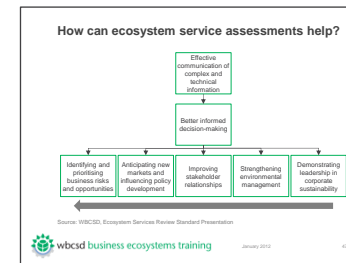 How can ecosystem service assessments help?
Effective
communication of
complex and
technical
information
Better informed
decision-making
Identifying and
prioritising
business risks
and opportunities
Anticipating new
markets and
influencing policy
development
Improving
stakeholder
relationships
Strengthening
environmental
management
Demonstrating
leadership in
corporate
sustainability
Source: WBCSD, Ecosystem Services Review Standard Presentation
wbcsd business ecosystems training
January 2012